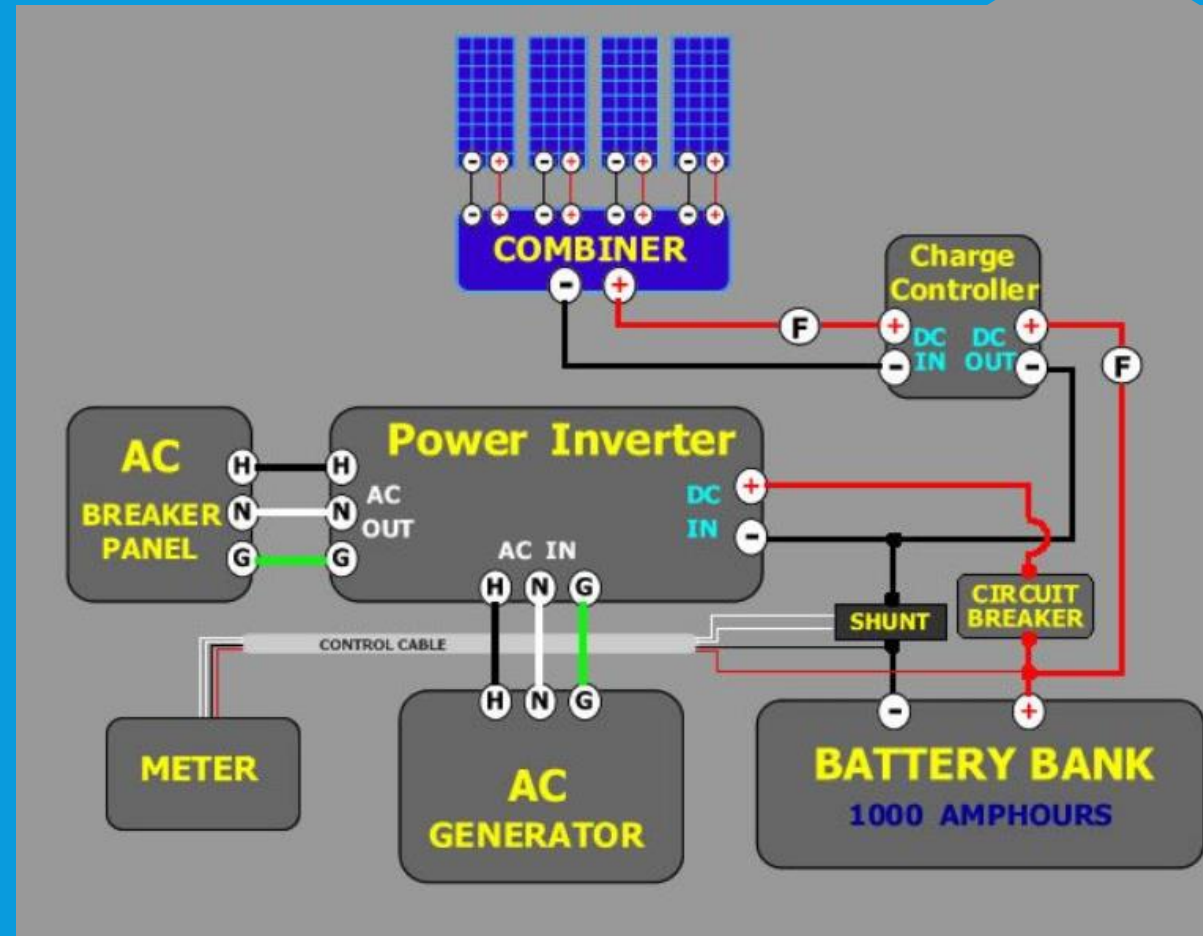 - + - + - + - +
- + - + - + - +
COMBINER
- +
Charge
Controller
+ DC DC +
- IN OUT -
F
F
AC
BREAKER
PANEL
H H
N N
G G
Power Inverter
AC
OUT
DC +
IN -
AC IN
H N G
CIRCUIT
BREAKER
SHUNT
CONTROL CABLE
H N G
- +
METER
AC
GENERATOR
BATTERY BANK
1000 AMPHOURS